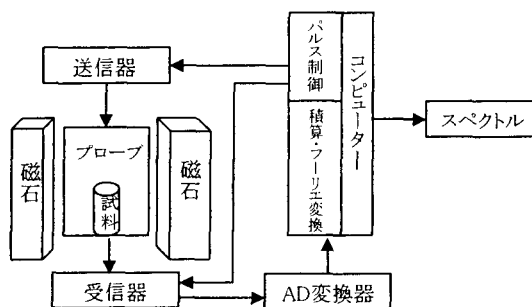 送信器
パルス制御
コンピューター
積算・フーリエ変換
スペクトル
磁石
プローブ
試料
磁石
受信器
AD変換器